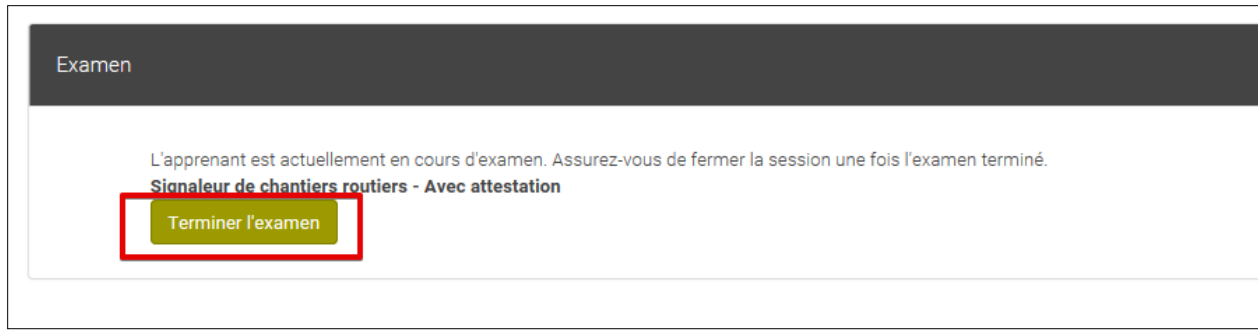 Examen
L'apprenant est actuellement en cours d'examen. Assurez-vous de fermer la session une fois l'examen terminé.
Signaleur de chantiers routiers - Avec attestation
Terminer l'examen